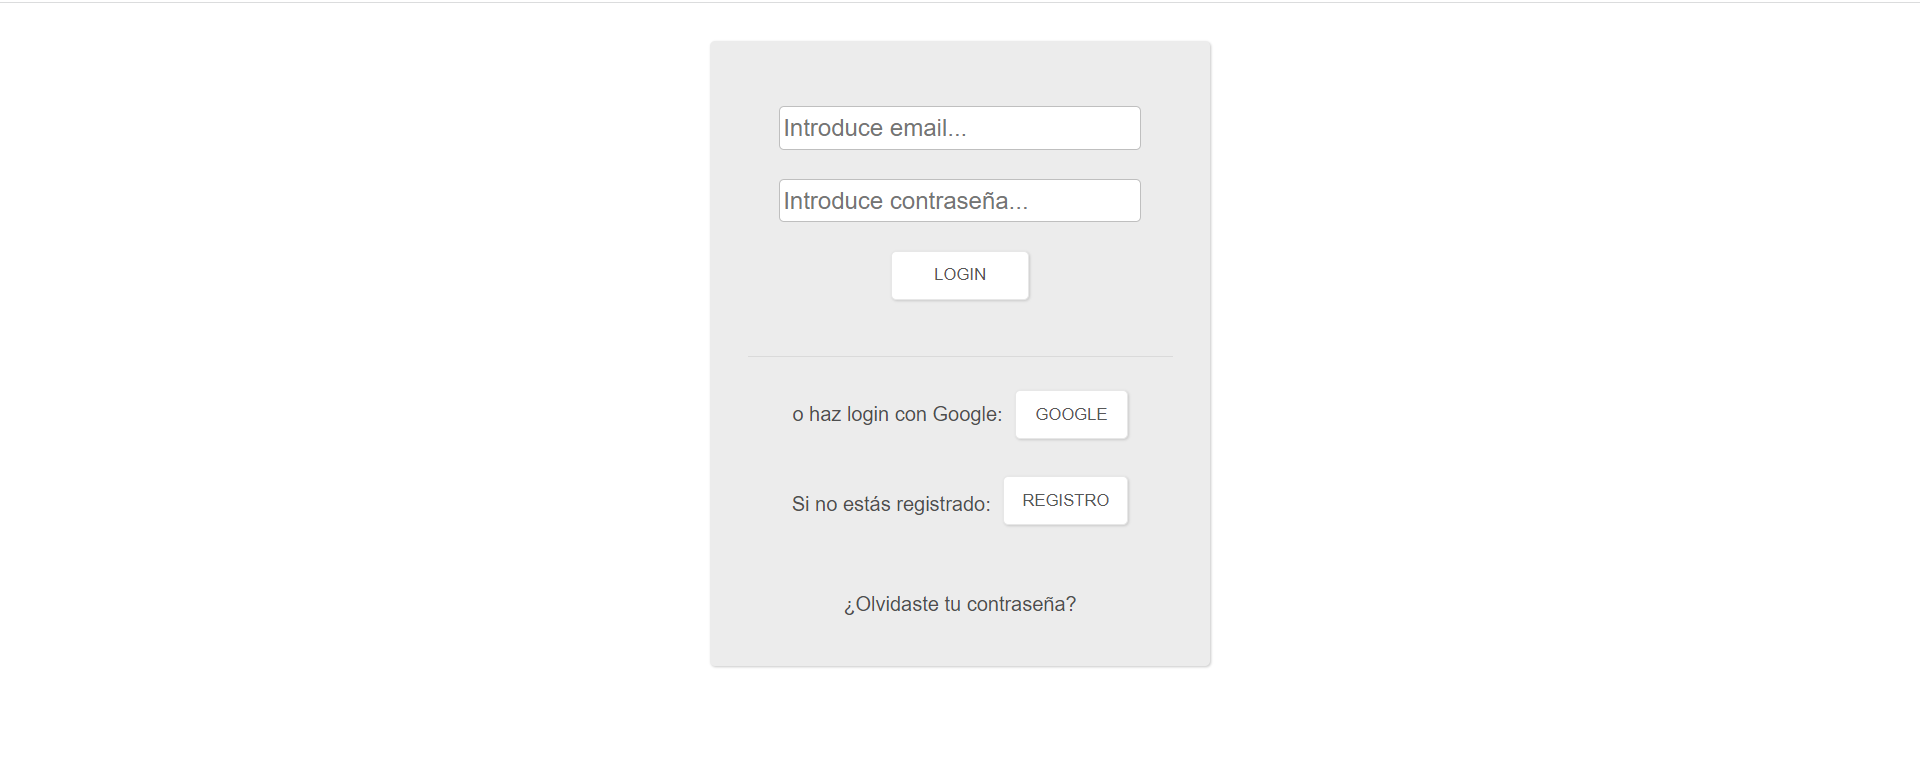 Introduce email...
Introduce contraseña...
LOGIN
o haz login con Google: GOOGLE
Si no estás registrado: REGISTRO
¿Olvidaste tu contraseña?